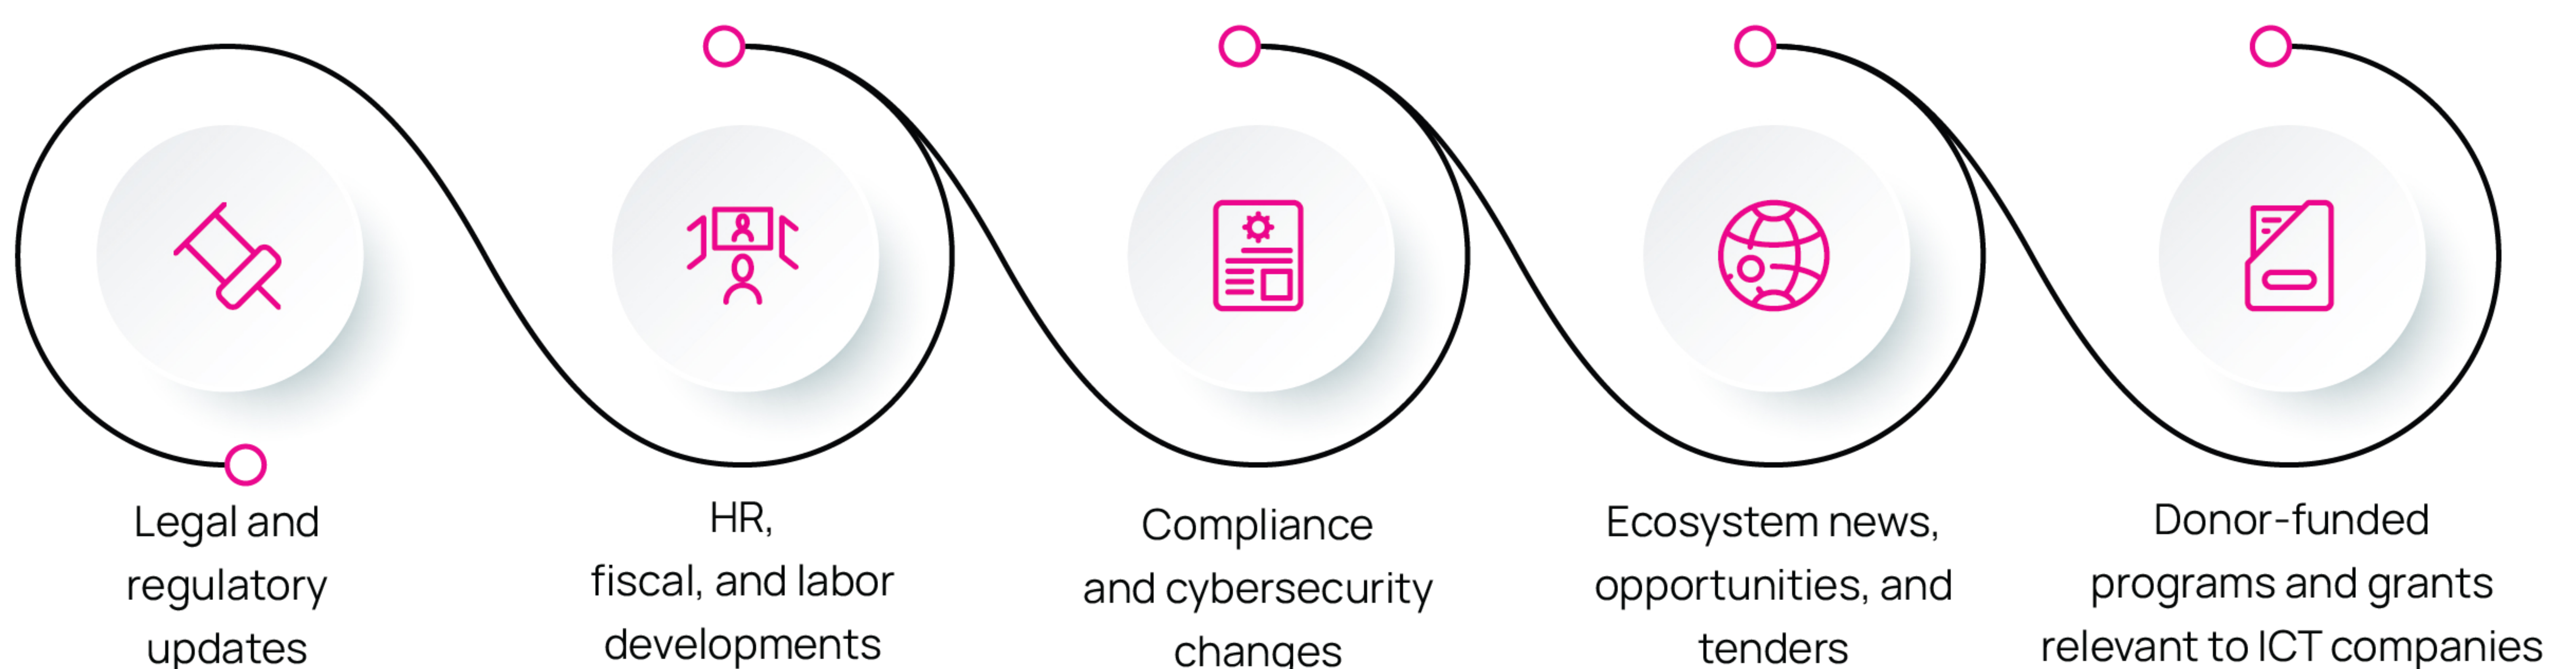 Legal and
regulatory
updates
HR,
fiscal, and labor
developments
Compliance
and cybersecurity
changes
Ecosystem news,
opportunities, and
tenders
Donor-funded
programs and grants
relevant to ICT companies